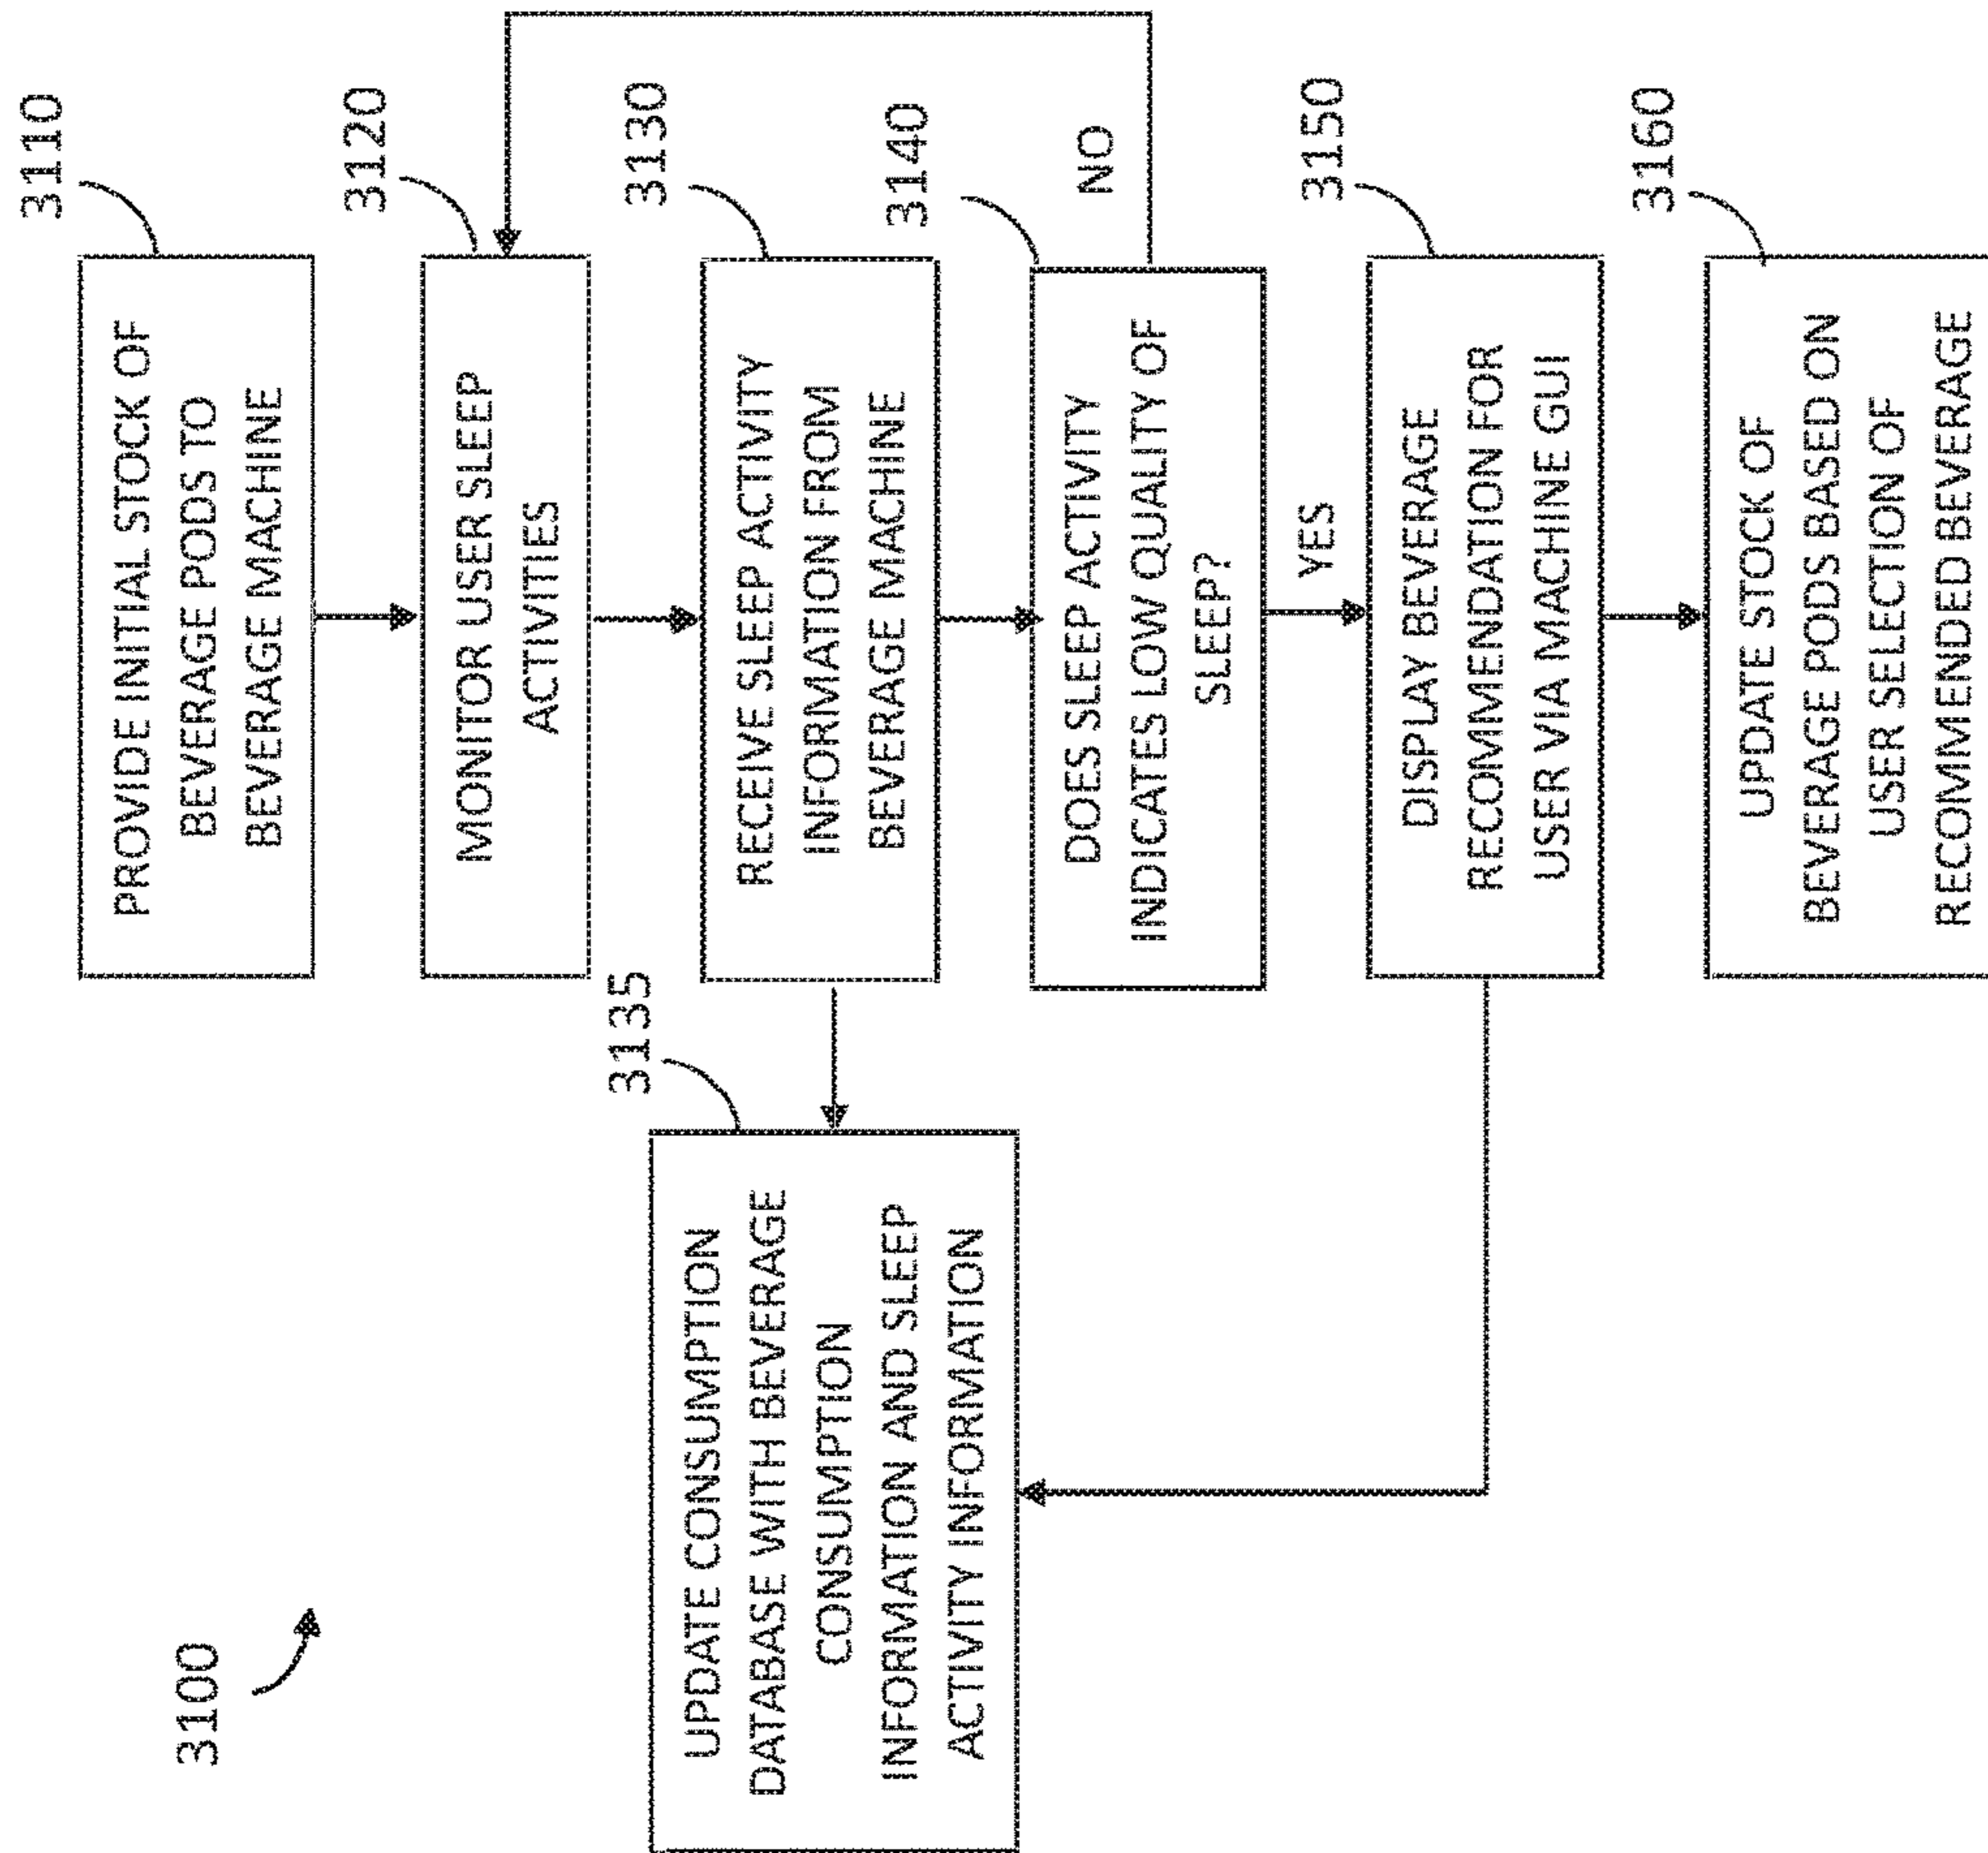 3100
3110
PROVIDE INITIAL STOCK OF
BEVERAGE PODS TO
BEVERAGE MACHINE
3120
MONITOR USER SLEEP
ACTIVITIES
3130
RECEIVE SLEEP ACTIVITY
INFORMATION FROM
BEVERAGE MACHINE
3135
UPDATE CONSUMPTION
DATABASE WITH BEVERAGE
CONSUMPTION
INFORMATION AND SLEEP
ACTIVITY INFORMATION
3140
DOES SLEEP ACTIVITY
INDICATES LOW QUALITY OF
SLEEP?
NO
YES
3150
DISPLAY BEVERAGE
RECOMMENDATION FOR
USER VIA MACHINE GUI
3160
UPDATE STOCK OF
BEVERAGE PODS BASED ON
USER SELECTION OF
RECOMMENDED BEVERAGE